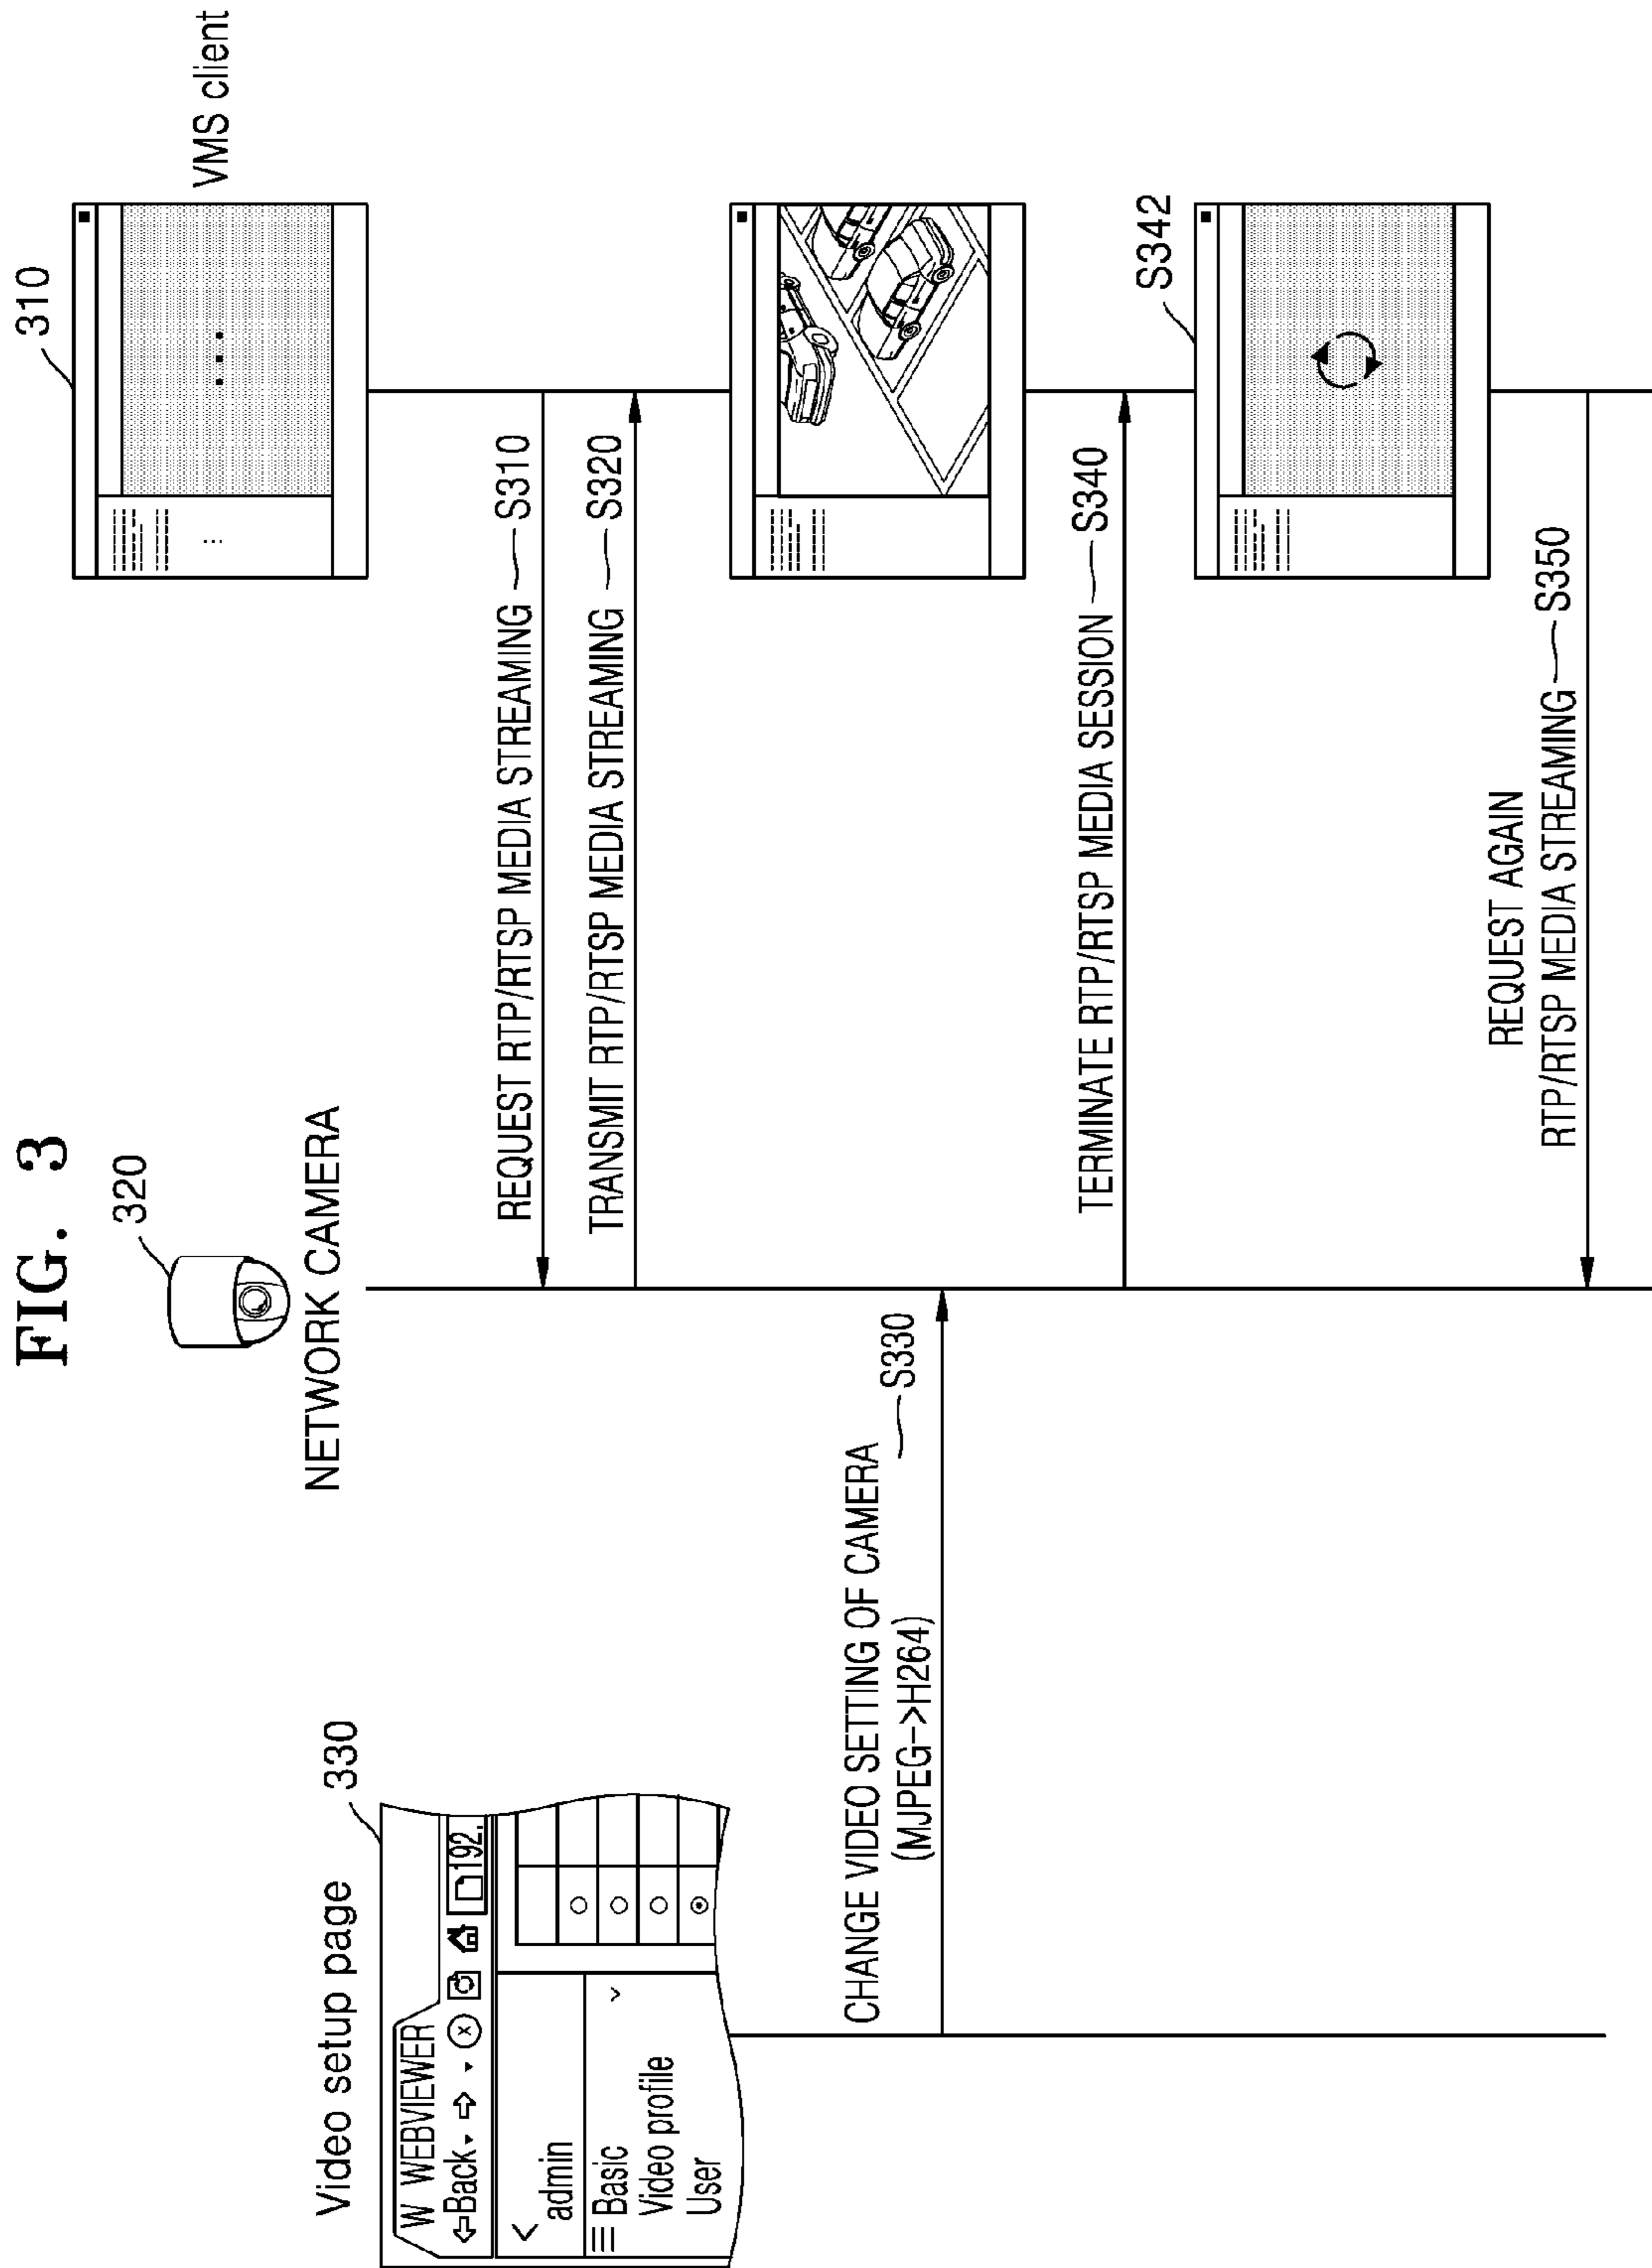 FIG. 3
Video setup page
330
W WEBVIEWER
Back
192.
admin
Basic
Video profile
User
320
NETWORK CAMERA
310
VMS client
REQUEST RTP/RTSP MEDIA STREAMING
S310
TRANSMIT RTP/RTSP MEDIA STREAMING
S320
CHANGE VIDEO SETTING OF CAMERA
(MJPEG->H264)
S330
TERMINATE RTP/RTSP MEDIA SESSION
S340
S342
REQUEST AGAIN
RTP/RTSP MEDIA STREAMING
S350